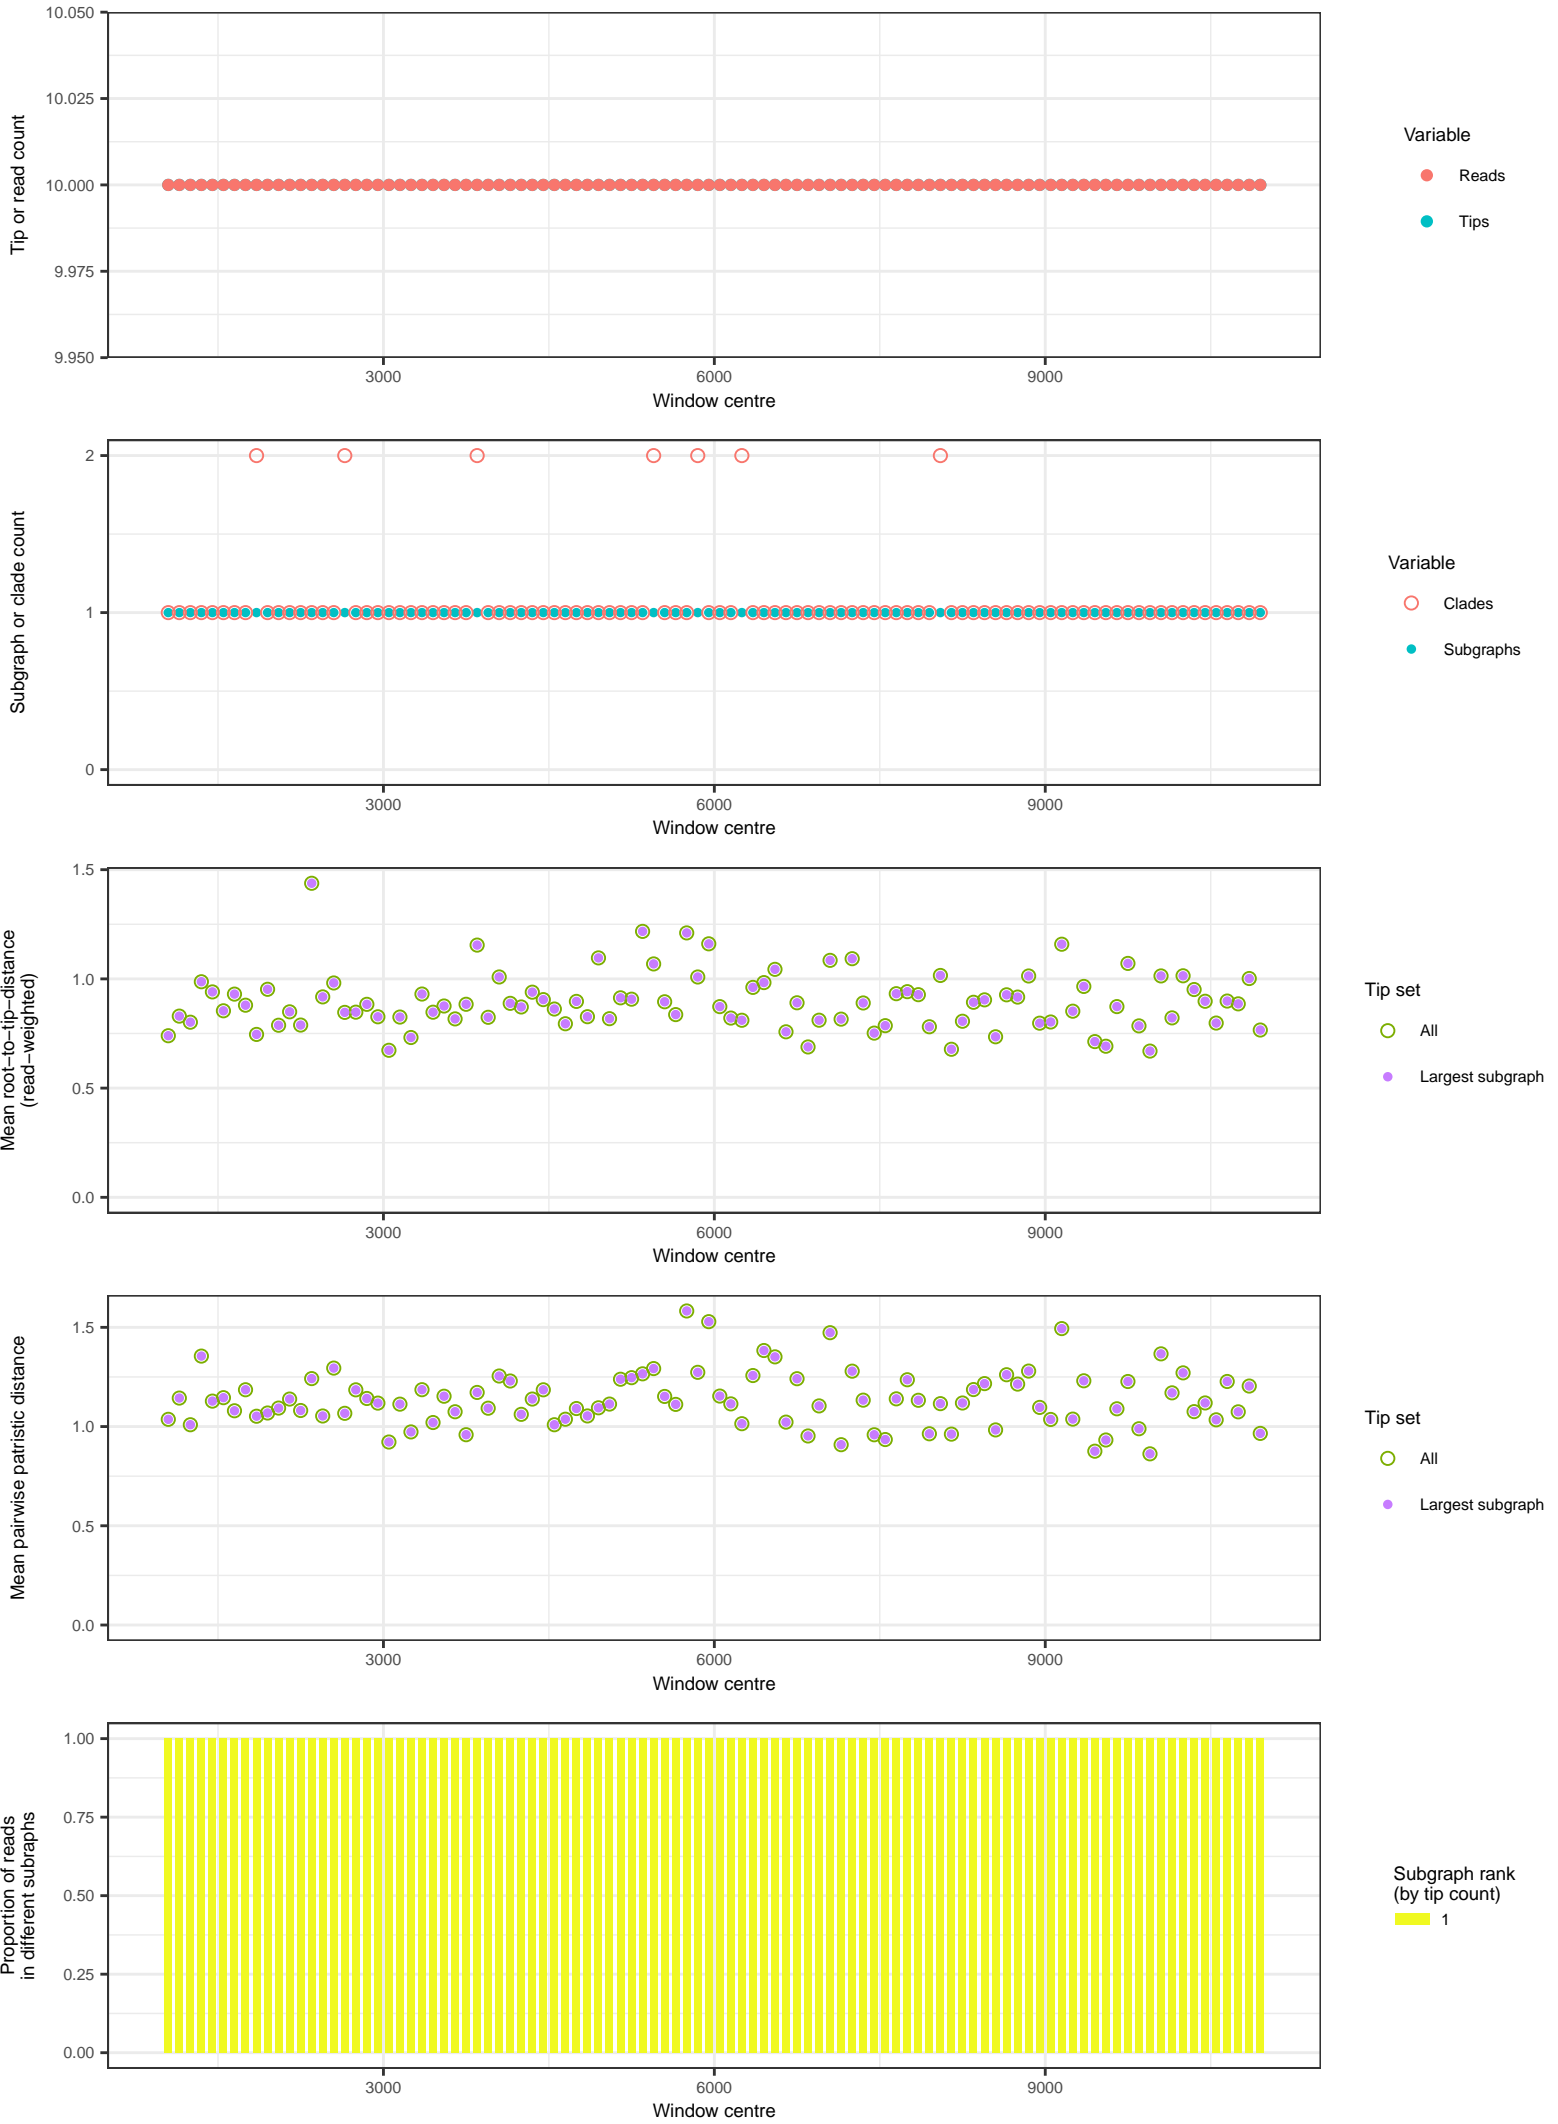 10.050
10.025
10.000
9.975
9.950
Tip or read count
3000
6000
9000
Window centre
Variable
Reads
Tips
2
1
0
Subgraph or clade count
3000
6000
9000
Window centre
Variable
Clades
Subgraphs
1.5
1.0
0.5
0.0
Mean root−to−tip−distance
(read−weighted)
3000
6000
9000
Window centre
Tip set
All
Largest subgraph
1.5
1.0
0.5
0.0
Mean pairwise patristic distance
3000
6000
9000
Window centre
Tip set
All
Largest subgraph
1.00
0.75
0.50
0.25
0.00
Proportion of reads
in different subraphs
3000
6000
9000
Window centre
Subgraph rank
(by tip count)
1